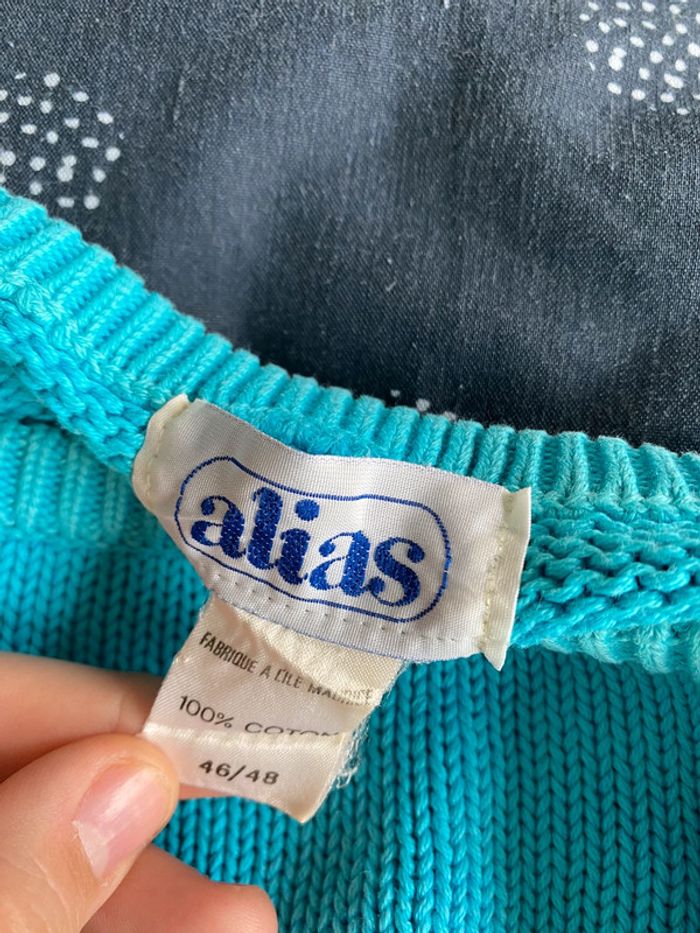 alias
FABRIQUE A L'ILE MAURICE
100% COTON
46/48